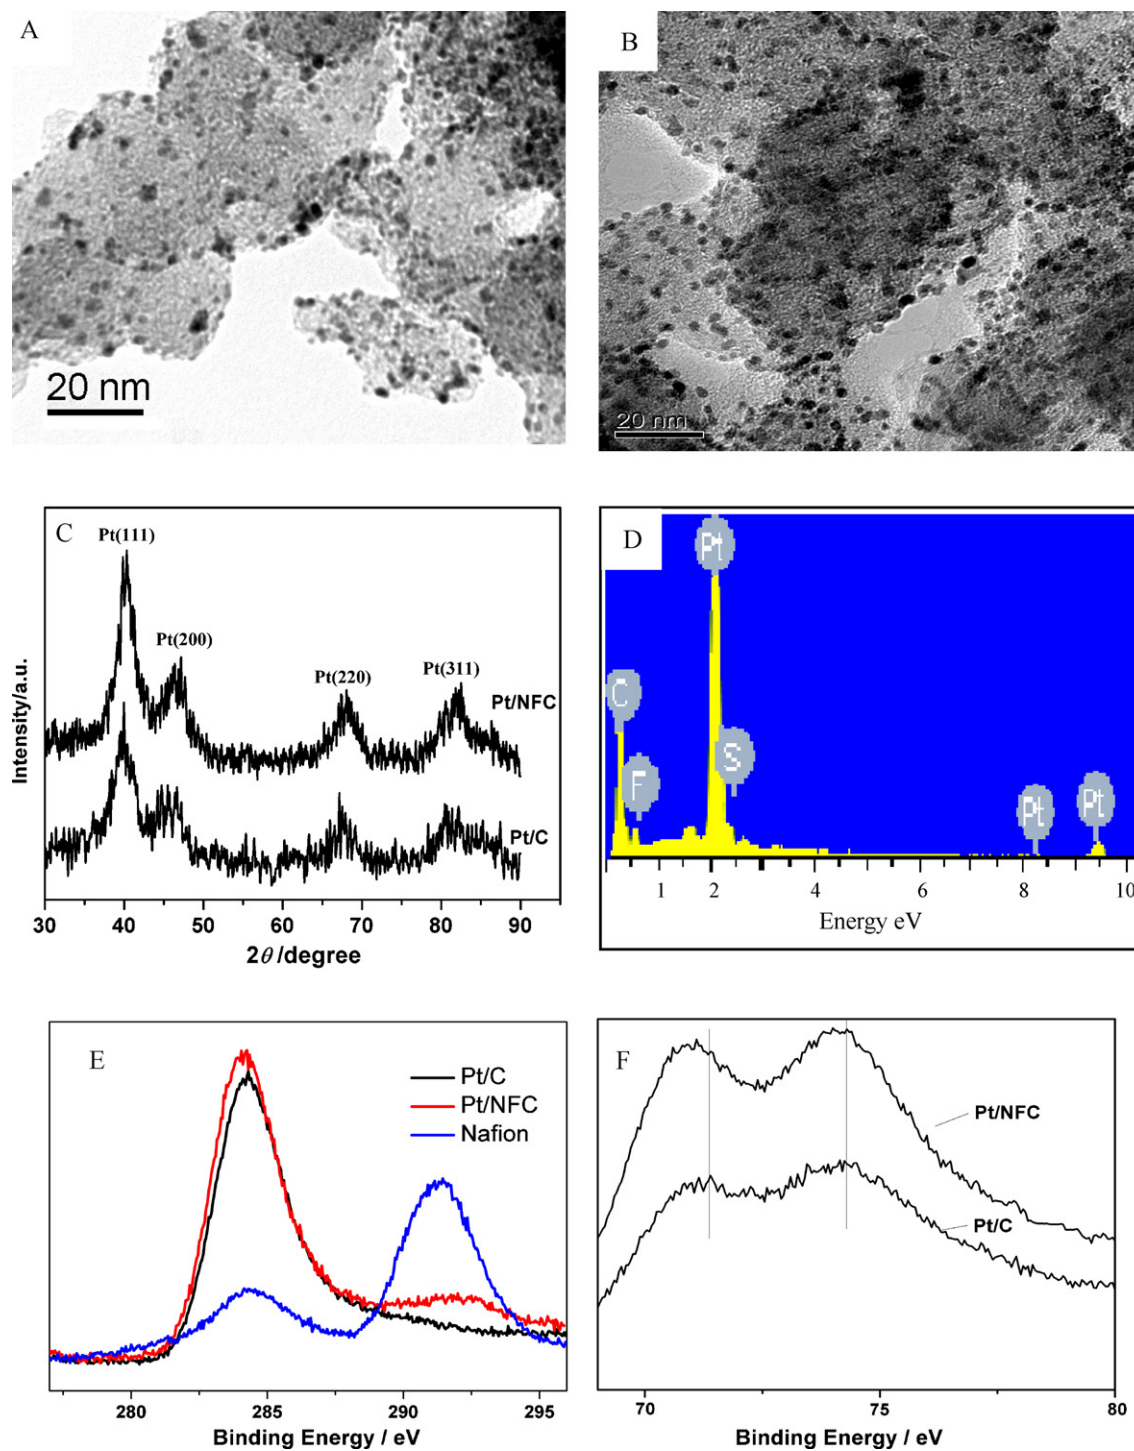 A
20 nm
B
20 nm
C
Pt(111)
Pt(200)
Pt(220)
Pt(311)
Pt/NFC
Pt/C
Intensity/a.u.
30 40 50 60 70 80 90
2θ /degree
D
Pt
C
S
F
Pt
Pt
1 2 4 6 8 10
Energy eV
E
Pt/C
Pt/NFC
Nafion
280 285 290 295
Binding Energy / eV
F
Pt/NFC
Pt/C
70 75 80
Binding Energy / eV